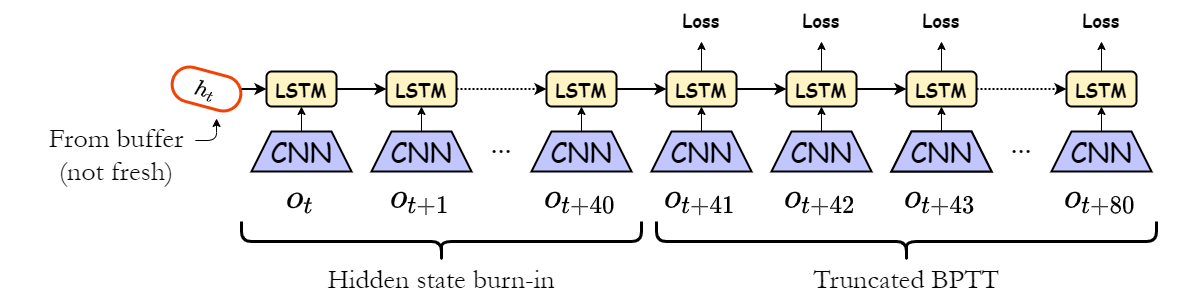 Loss Loss Loss Loss
h_t LSTM LSTM LSTM LSTM LSTM LSTM LSTM
From buffer
(not fresh)
CNN CNN ... CNN CNN CNN CNN ... CNN
o_t o_{t+1} o_{t+40} o_{t+41} o_{t+42} o_{t+43} o_{t+80}
Hidden state burn-in Truncated BPTT